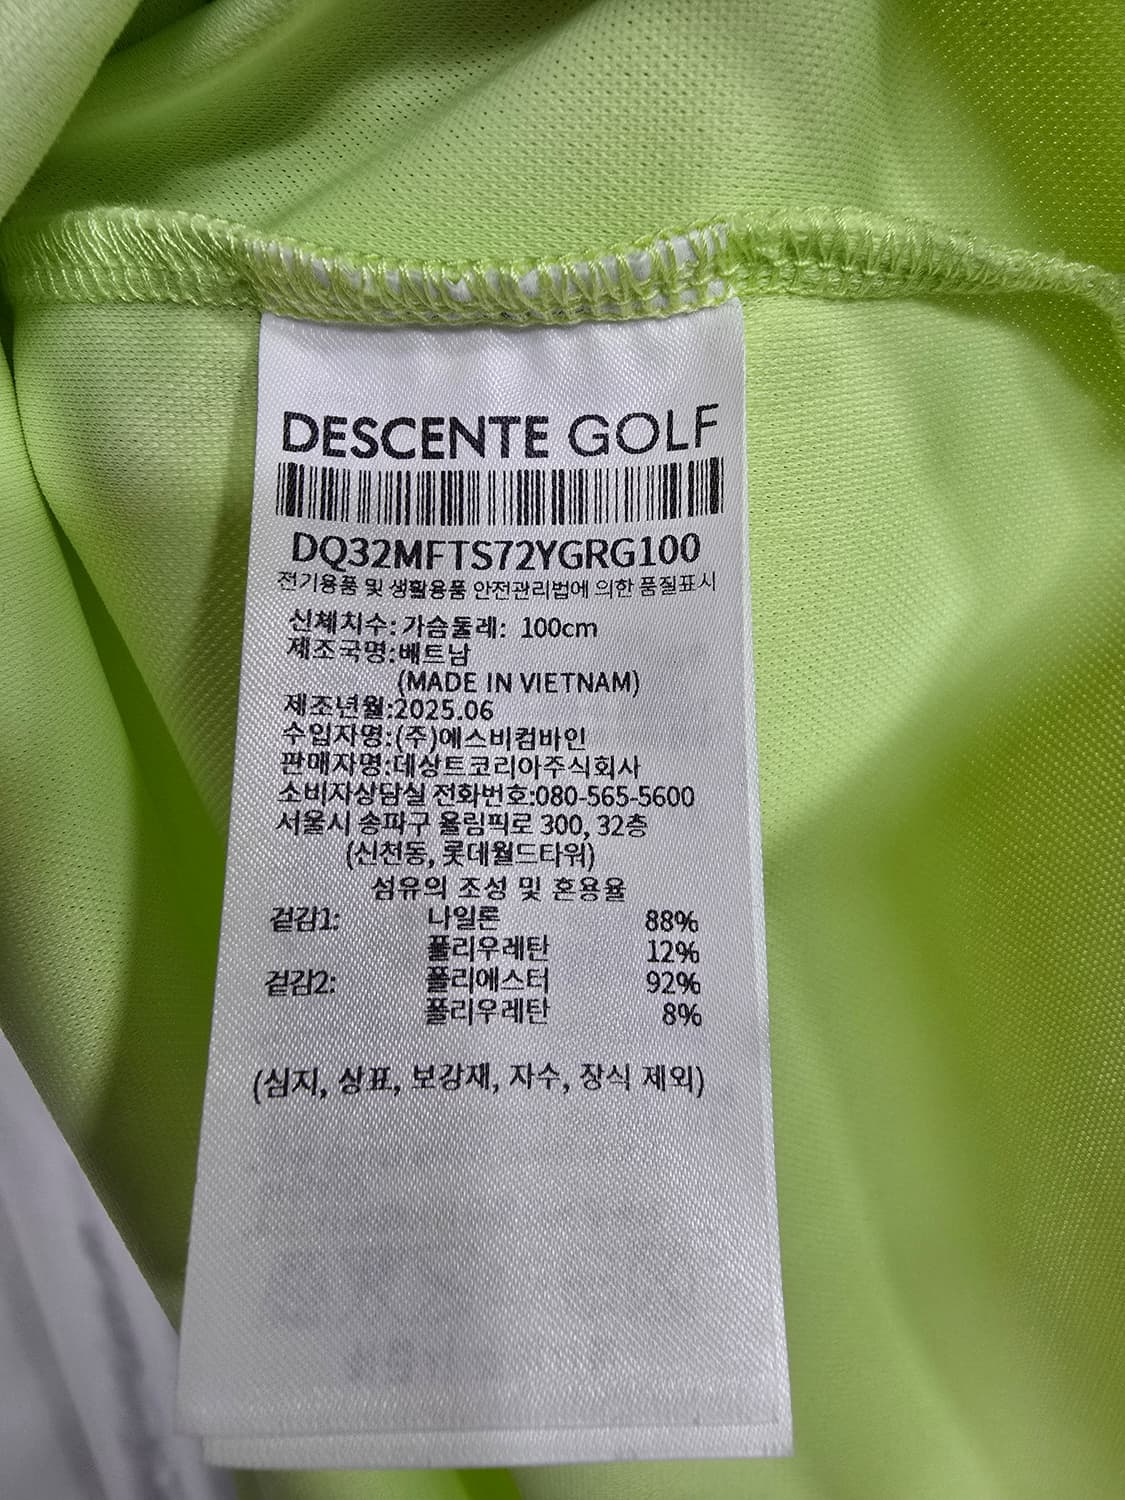 DESCENTE GOLF
DQ32MFTS72YGRG100
전기용품 및 생활용품 안전관리법에 의한 품질표시
신체치수:가슴둘레: 100cm
제조국명:베트남
(MADE IN VIETNAM)
제조년월:2025.06
수입자명:(주)에스비컴바인
판매자명:데상트코리아주식회사
소비자상담실 전화번호:080-565-5600
서울시 송파구 올림픽로 300, 32층
(신천동, 롯데월드타워)
섬유의 조성 및 혼용율
겉감1: 나일론 88%
폴리우레탄 12%
겉감2: 폴리에스터 92%
폴리우레탄 8%
(심지, 상표, 보강재, 자수, 장식 제외)